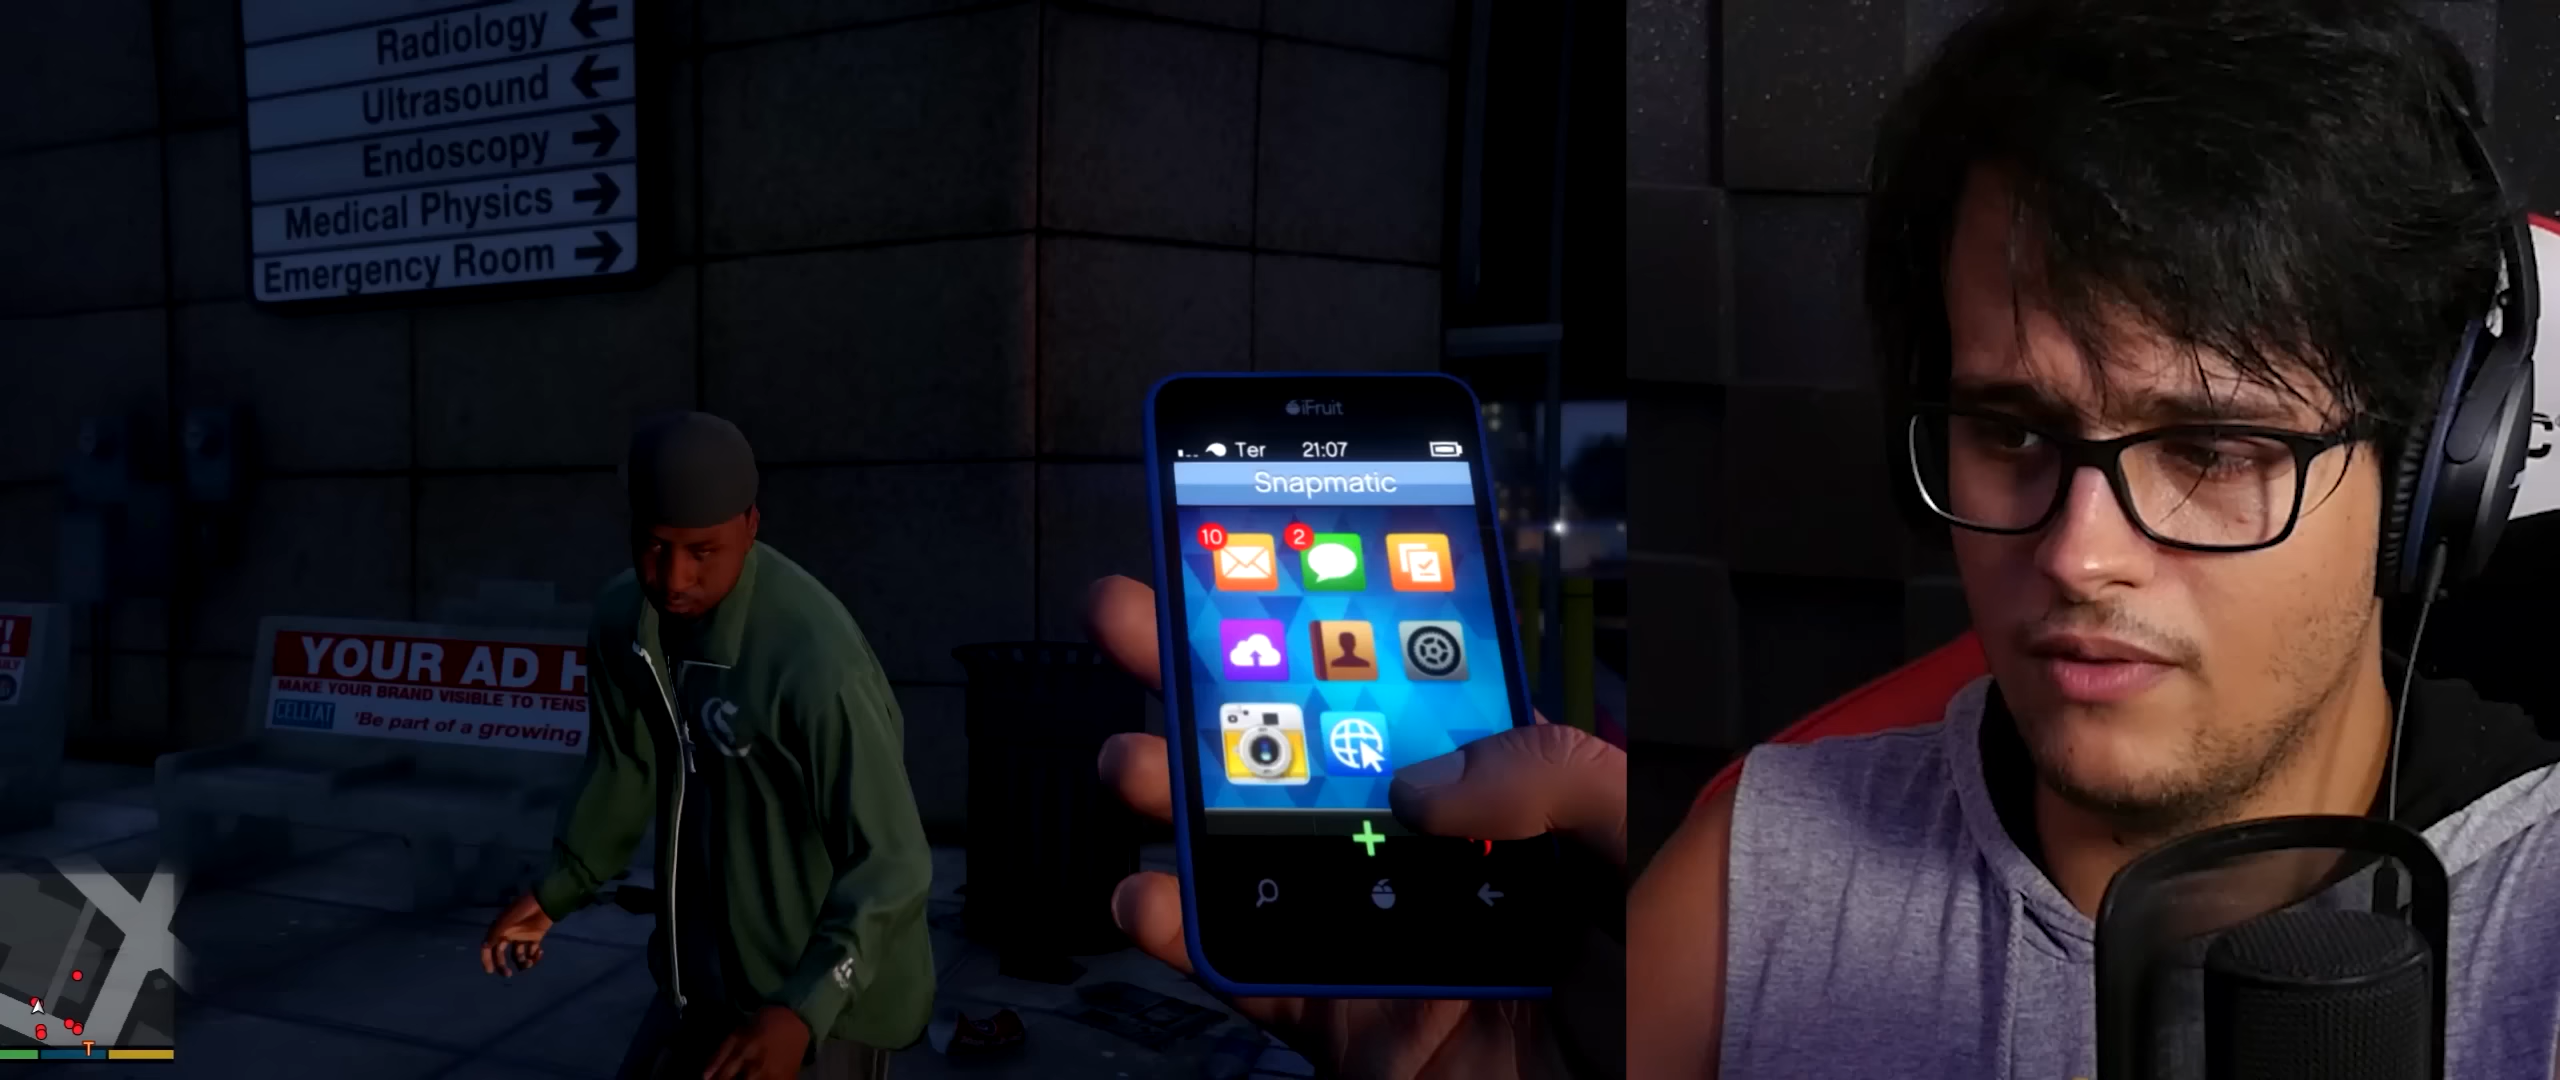 Radiology
Ultrasound
Endoscopy
Medical Physics
Emergency Room
iFruit
Ter 21:07
Snapmatic
10
2
YOUR AD H
MAKE YOUR BRAND VISIBLE TO TENS
CELLTAT
'Be part of a growing
T